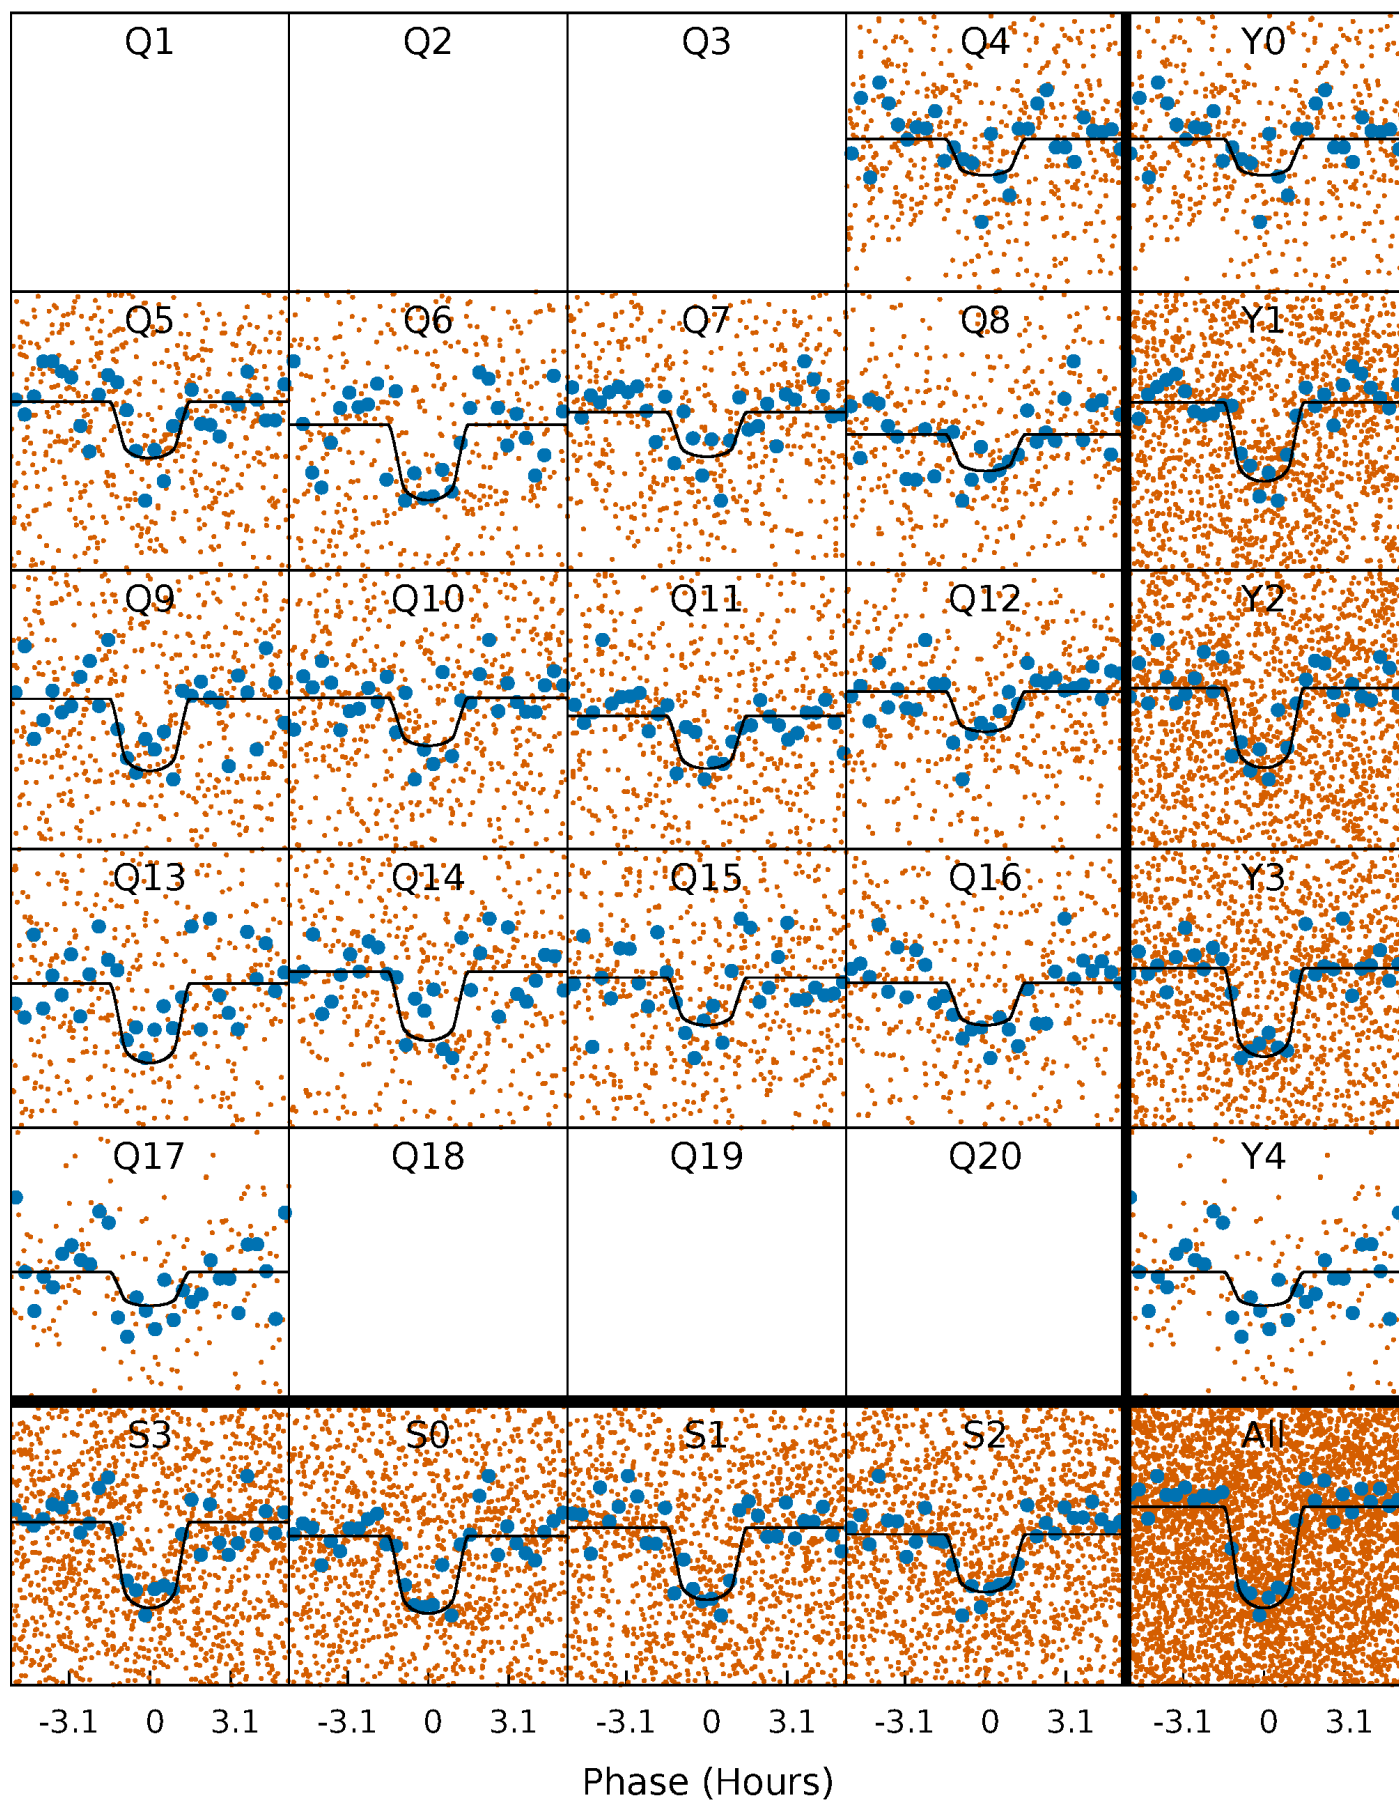 Q1 Q2 Q3 Q4 Y0
Q5 Q6 Q7 Q8 Y1
Q9 Q10 Q11 Q12 Y2
Q13 Q14 Q15 Q16 Y3
Q17 Q18 Q19 Q20 Y4
S3 S0 S1 S2 All
-3.1 0 3.1 -3.1 0 3.1 -3.1 0 3.1 -3.1 0 3.1 -3.1 0 3.1
Phase (Hours)